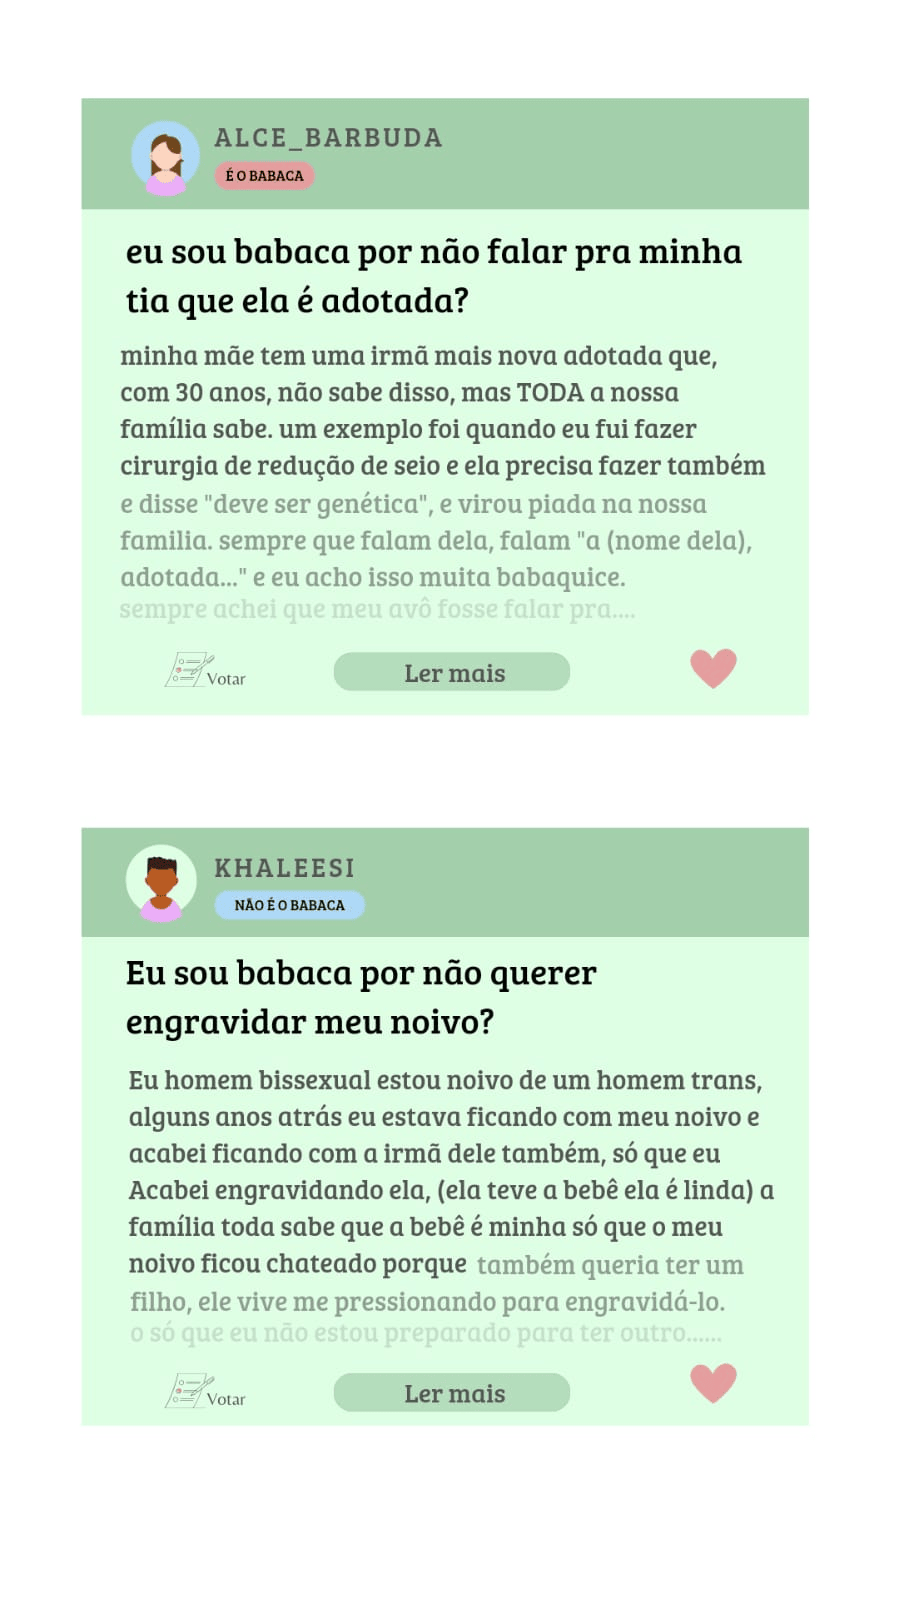 ALCE_BARBUDA
É O BABACA
eu sou babaca por não falar pra minha
tia que ela é adotada?
minha mãe tem uma irmã mais nova adotada que,
com 30 anos, não sabe disso, mas TODA a nossa
família sabe. um exemplo foi quando eu fui fazer
cirurgia de redução de seio e ela precisa fazer também
e disse "deve ser genética", e virou piada na nossa
familia. sempre que falam dela, falam "a (nome dela),
adotada..." e eu acho isso muita babaquice.
sempre achei que meu avô fosse falar pra....
Votar
Ler mais
KHALEESI
NÃO É O BABACA
Eu sou babaca por não querer
engravidar meu noivo?
Eu homem bissexual estou noivo de um homem trans,
alguns anos atrás eu estava ficando com meu noivo e
acabei ficando com a irmã dele também, só que eu
Acabei engravidando ela, (ela teve a bebê ela é linda) a
família toda sabe que a bebê é minha só que o meu
noivo ficou chateado porque também queria ter um
filho, ele vive me pressionando para engravidá-lo.
o só que eu não estou preparado para ter outro......
Votar
Ler mais